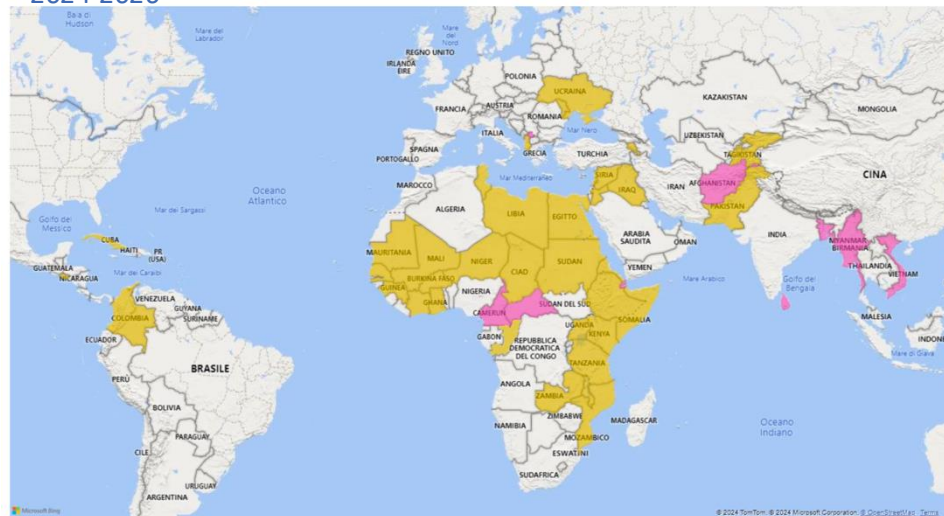 2024-2026
Baia di
Hudson
Mare del
Labrador
Mare
del
Nord
REGNO UNITO
IRLANDA
ÉIRE
POLONIA
UCRAINA
KAZAKISTAN
MONGOLIA
FRANCIA
AUSTRIA
ROMANIA
ITALIA
Mar Nero
UZBEKISTAN
SPAGNA
PORTOGALLO
GRECIA
TURCHIA
TAGIKISTAN
CINA
Oceano
Atlantico
Mar Mediterraneo
SIRIA
IRAQ
IRAN
AFGHANISTAN
MAROCCO
PAKISTAN
Golfo del
Messico
Mar dei Sargassi
ALGERIA
LIBIA
EGITTO
ARABIA
SAUDITA
OMAN
INDIA
MYANMAR
BIRMANIA
CUBA
HAITI
PR
(USA)
MAURITANIA
MALI
NIGER
CIAD
SUDAN
YEMEN
Mare Arabico
Golfo del
Bengala
THAILANDIA
VIETNAM
GUATEMALA
NICARAGUA
Mar dei Caraibi
BURKINA FASO
GUINEA
GHANA
NIGERIA
CAMERUN
SUDAN DEL SUD
SOMALIA
VENEZUELA
GUYANA
SURINAME
COLOMBIA
ECUADOR
GABON
UGANDA
KENYA
MALESIA
REPUBBLICA
DEMOCRATICA
DEL CONGO
TANZANIA
Mare di Giava
PERÙ
BRASILE
ANGOLA
ZAMBIA
BOLIVIA
NAMIBIA
ZIMBABWE
MOZAMBICO
MADAGASCAR
Oceano
Indiano
PARAGUAY
CILE
ESWATINI
SUDAFRICA
URUGUAY
ARGENTINA
Microsoft Bing
© 2024 TomTom, © 2024 Microsoft Corporation, © OpenStreetMap Terms